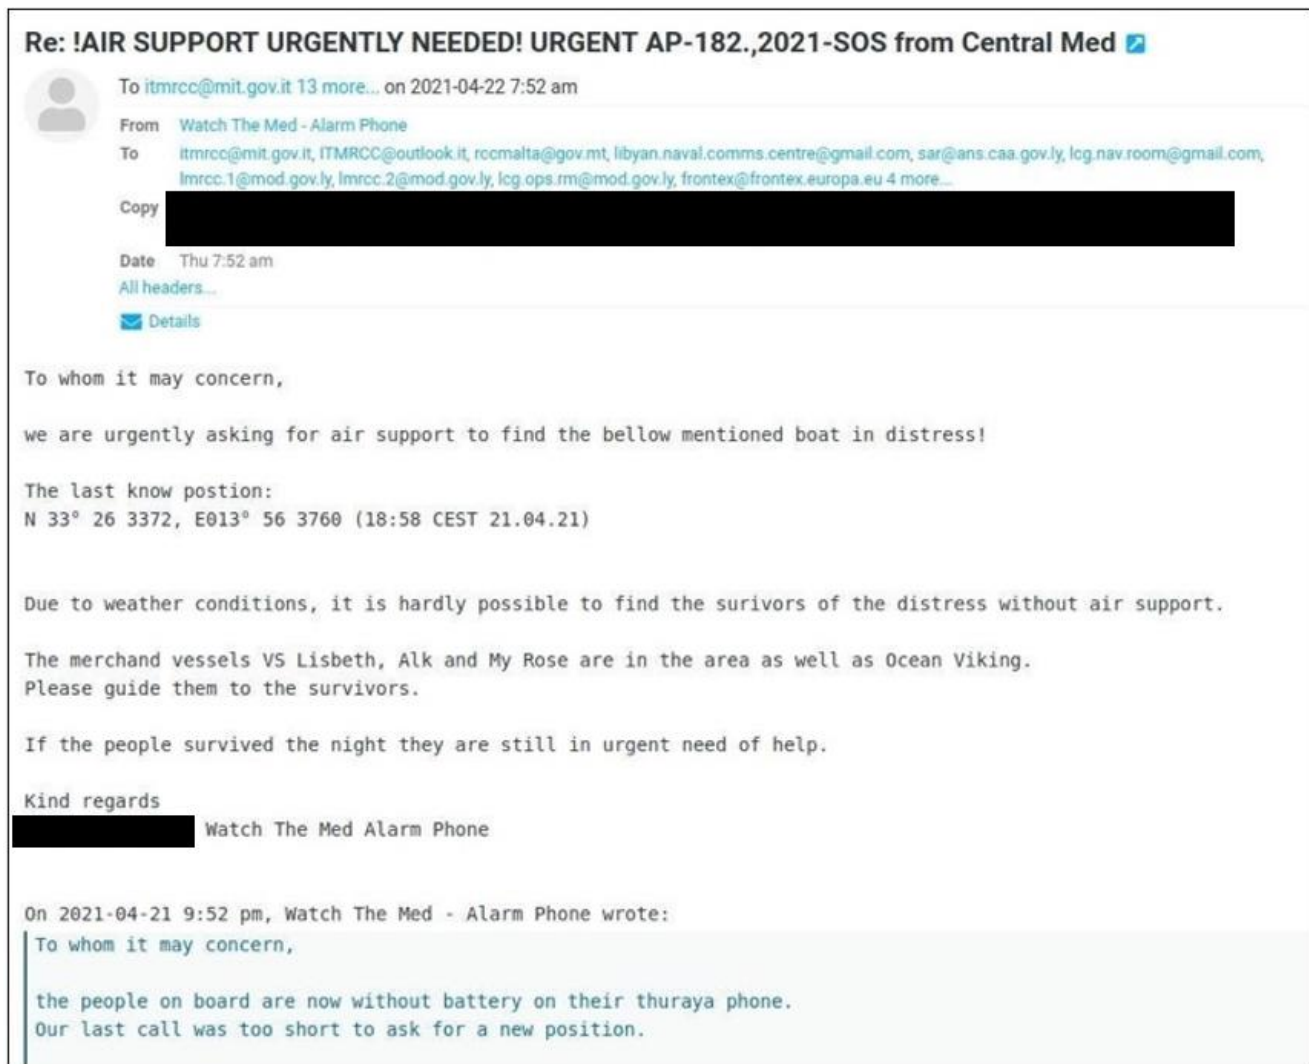 Re: !AIR SUPPORT URGENTLY NEEDED! URGENT AP-182.,2021-SOS from Central Med
To itmrcc@mit.gov.it 13 more... on 2021-04-22 7:52 am
From Watch The Med - Alarm Phone
To itmrcc@mit.gov.it, ITMRCC@outlook.it, rccmalta@gov.mt, libyan.naval.comms.centre@gmail.com, sar@ans.caa.gov.ly, lcg.nav.room@gmail.com,
lmrcc.1@mod.gov.ly, lmrcc.2@mod.gov.ly, lcg.ops.rm@mod.gov.ly, frontex@frontex.europa.eu 4 more...
Copy
Date Thu 7:52 am
All headers...
Details
To whom it may concern,
we are urgently asking for air support to find the bellow mentioned boat in distress!
The last know postion:
N 33° 26 3372, E013° 56 3760 (18:58 CEST 21.04.21)
Due to weather conditions, it is hardly possible to find the surivors of the distress without air support.
The merchand vessels VS Lisbeth, Alk and My Rose are in the area as well as Ocean Viking.
Please guide them to the survivors.
If the people survived the night they are still in urgent need of help.
Kind regards
Watch The Med Alarm Phone
On 2021-04-21 9:52 pm, Watch The Med - Alarm Phone wrote:
To whom it may concern,
the people on board are now without battery on their thuraya phone.
Our last call was too short to ask for a new position.